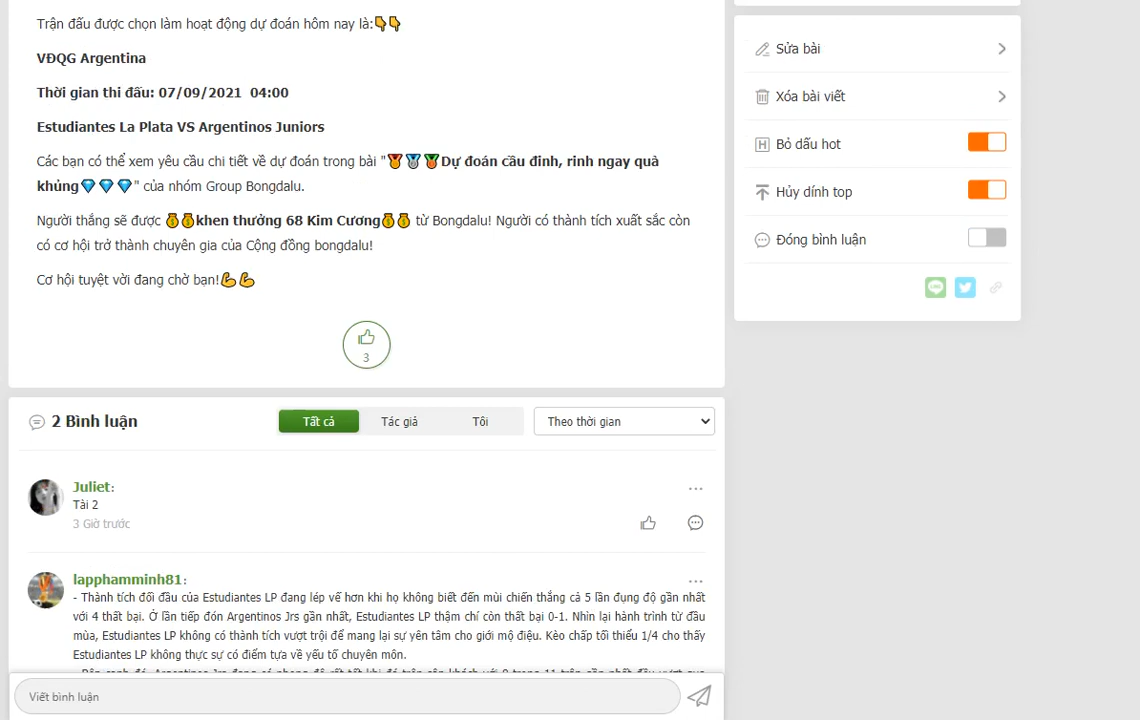 Trận đấu được chọn làm hoạt động dự đoán hôm nay là:👇👇
VĐQG Argentina
Thời gian thi đấu: 07/09/2021 04:00
Estudiantes La Plata VS Argentinos Juniors
Các bạn có thể xem yêu cầu chi tiết về dự đoán trong bài "🥇🥈🥉Dự đoán cầu đinh, rinh ngay quà
khủng💎💎💎" của nhóm Group Bongdalu.
Người thắng sẽ được 💰💰khen thưởng 68 Kim Cương💰💰 từ Bongdalu! Người có thành tích xuất sắc còn
có cơ hội trở thành chuyên gia của Cộng đồng bongdalu!
Cơ hội tuyệt vời đang chờ bạn!💪💪
3
2 Bình luận
Tất cả
Tác giả
Tôi
Theo thời gian
Juliet:
Tài 2
3 Giờ trước
lapphamminh81:
- Thành tích đối đầu của Estudiantes LP đang lép vế hơn khi họ không biết đến mùi chiến thắng cả 5 lần đụng độ gần nhất
với 4 thất bại. Ở lần tiếp đón Argentinos Jrs gần nhất, Estudiantes LP thậm chí còn thất bại 0-1. Nhìn lại hành trình từ đầu
mùa, Estudiantes LP không có thành tích vượt trội để mang lại sự yên tâm cho giới mộ điệu. Kèo chấp tối thiểu 1/4 cho thấy
Estudiantes LP không thực sự có điểm tựa về yếu tố chuyên môn.
Viết bình luận
Sửa bài
Xóa bài viết
H Bỏ dấu hot
Hủy dính top
Đóng bình luận
LINE